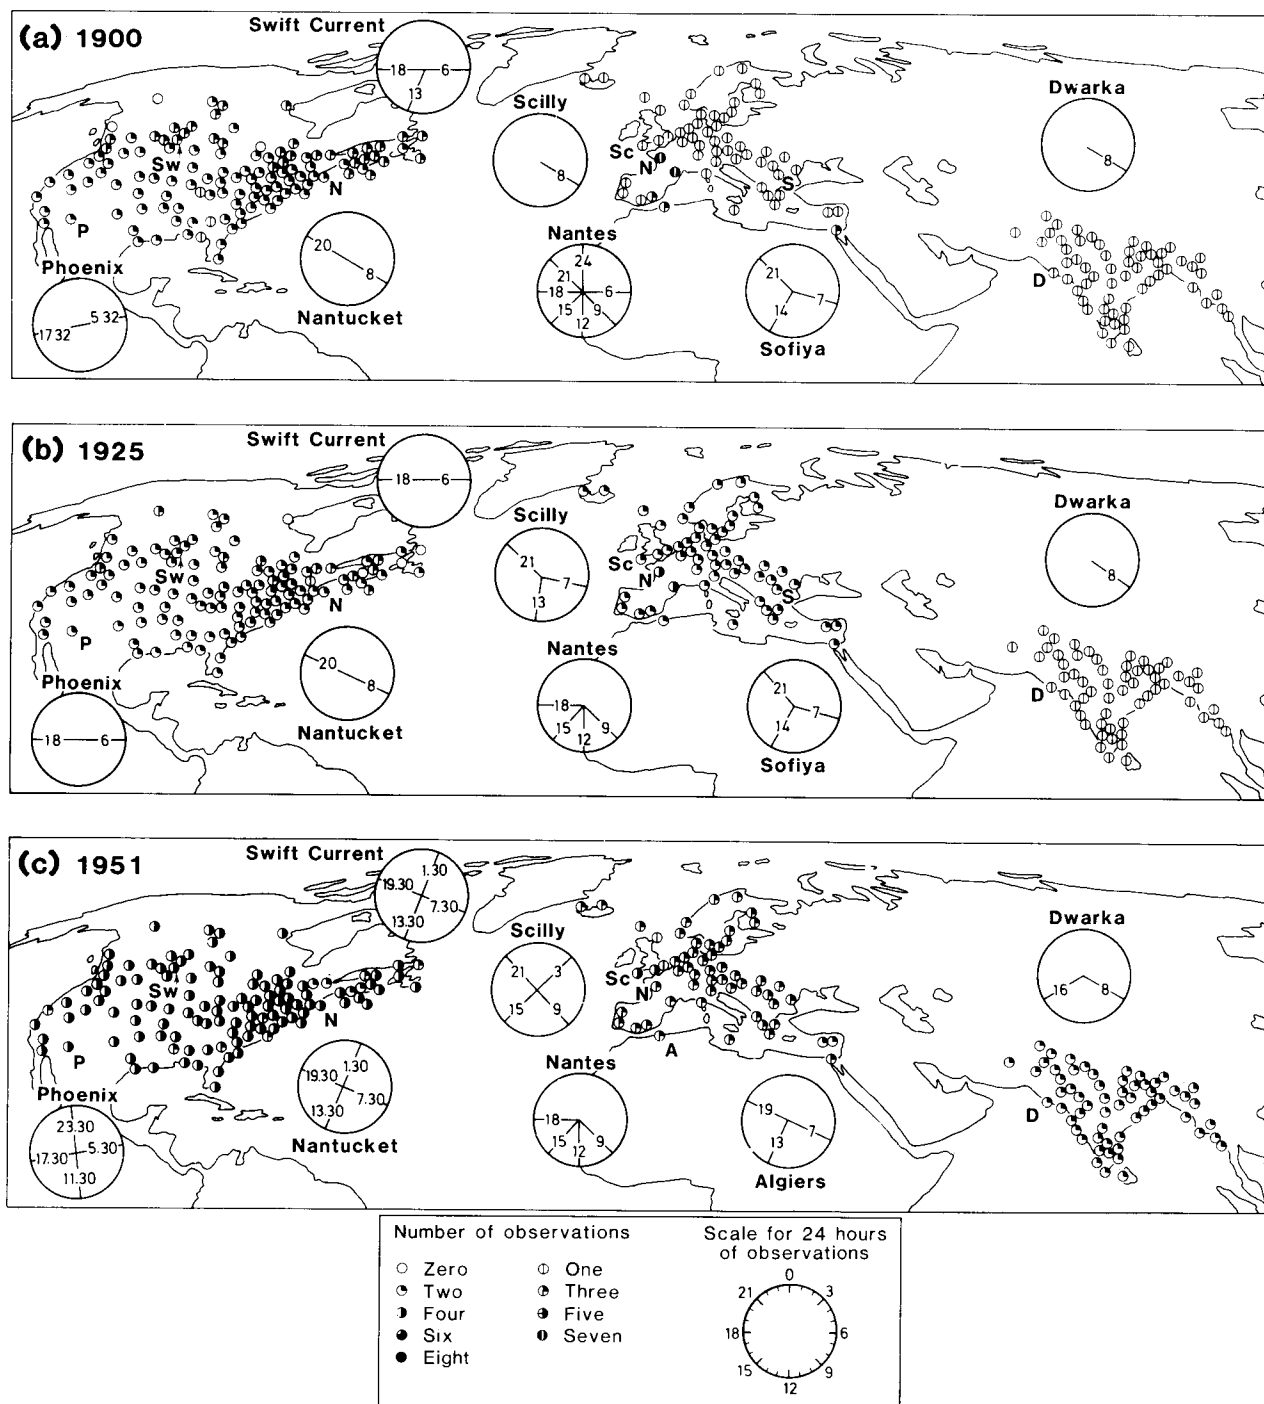 (a) 1900
Swift Current
18 6
13
Scilly
8
Dwarka
8
Sw
N
P
Sc
N
S
D
Phoenix
5 32
17 32
20
8
Nantucket
Nantes
24
21
18 6
15 9
12
21
7
14
Sofiya
(b) 1925
Swift Current
18 6
Scilly
21
7
13
Dwarka
8
Sw
N
P
Sc
N
S
D
Phoenix
18 6
20
8
Nantucket
Nantes
18
15 9
12
21
7
14
Sofiya
(c) 1951
Swift Current
1.30
19.30
7.30
13.30
Scilly
21 3
15 9
Dwarka
16 8
Sw
N
P
Sc
N
A
D
Phoenix
23.30
5.30
17.30
11.30
1.30
19.30
7.30
13.30
Nantucket
Nantes
18
15 9
12
19
7
13
Algiers
Number of observations
Zero One
Two Three
Four Five
Six Seven
Eight
Scale for 24 hours
of observations
0
21 3
18 6
15 9
12